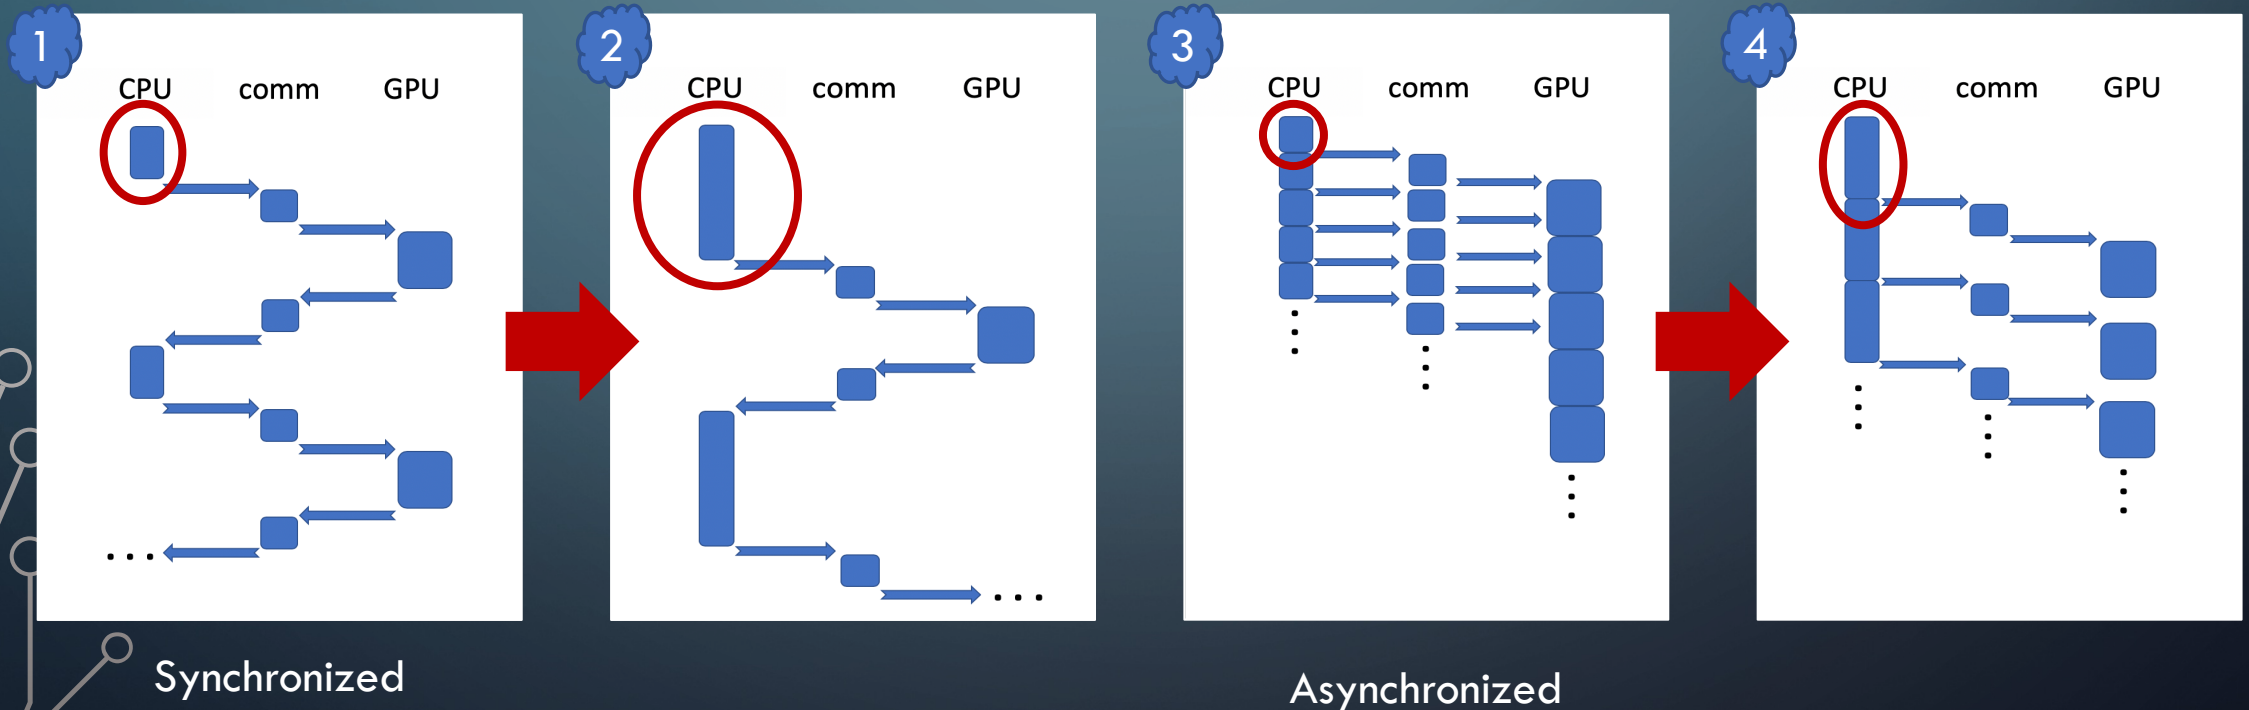 1
CPU comm GPU
. . .
2
CPU comm GPU
. . .
3
CPU comm GPU
4
CPU comm GPU
Synchronized
Asynchronized